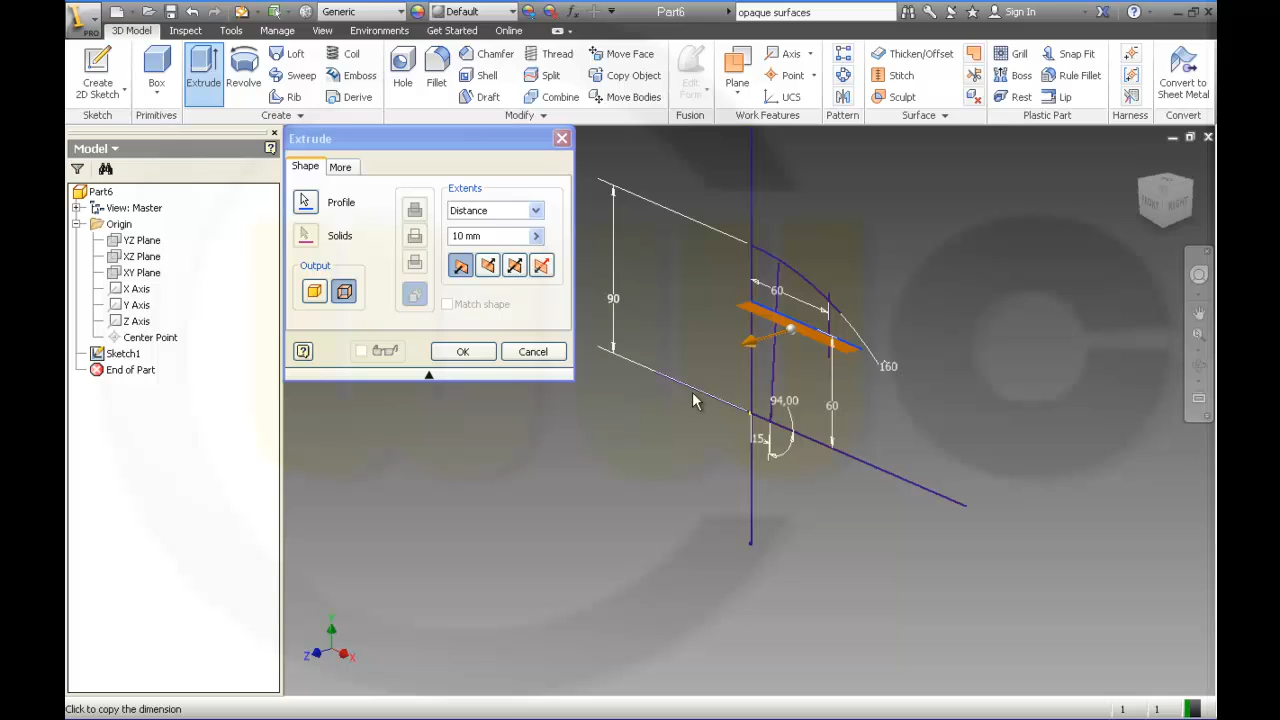 Generic
Default
Part6
opaque surfaces
Sign In
PRO
3D Model
Inspect
Tools
Manage
View
Environments
Get Started
Online
Create
2D Sketch
Box
Extrude
Revolve
Loft
Sweep
Rib
Coil
Emboss
Derive
Hole
Fillet
Chamfer
Shell
Draft
Thread
Split
Combine
Move Face
Copy Object
Move Bodies
Edit
Form
Plane
Axis
Point
UCS
Thicken/Offset
Stitch
Sculpt
Grill
Boss
Rest
Snap Fit
Rule Fillet
Lip
Convert to
Sheet Metal
Sketch
Primitives
Create
Modify
Fusion
Work Features
Pattern
Surface
Plastic Part
Harness
Convert
Model
Part6
View: Master
Origin
YZ Plane
XZ Plane
XY Plane
X Axis
Y Axis
Z Axis
Center Point
Sketch1
End of Part
Extrude
Shape
More
Profile
Solids
Output
Extents
Distance
10 mm
Match shape
OK
Cancel
90
60
160
94,00
60
15
RIGHT
Y
Z
X
Click to copy the dimension
1
1